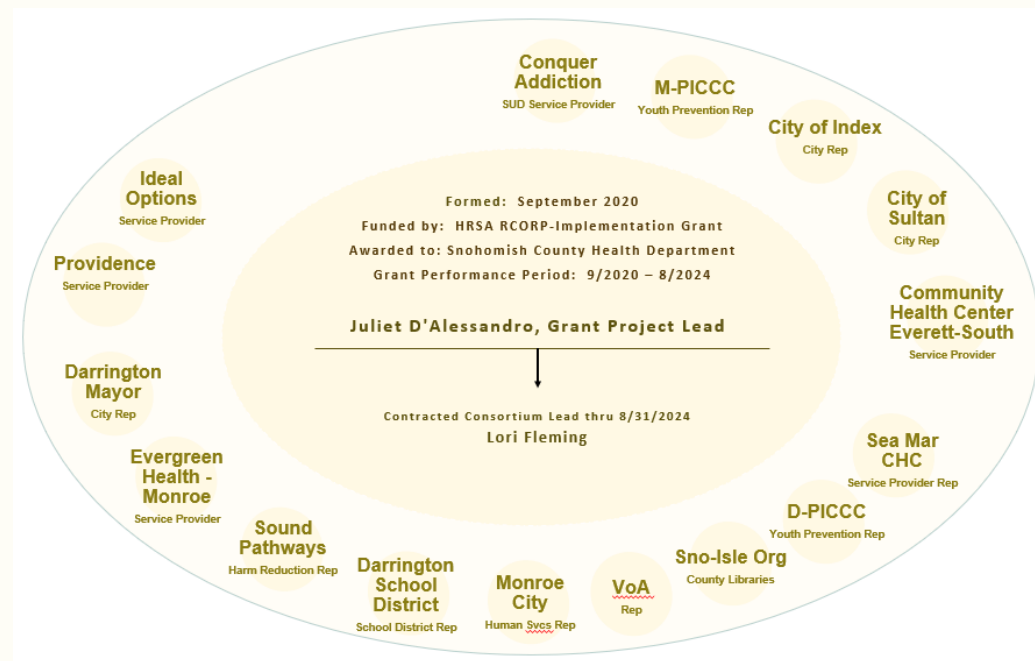 Conquer
Addiction
SUD Service Provider
M-PICCC
Youth Prevention Rep
City of Index
City Rep
City of
Sultan
City Rep
Community
Health Center
Everett-South
Service Provider
Sea Mar
CHC
Service Provider Rep
D-PICCC
Youth Prevention Rep
Sno-Isle Org
County Libraries
VoA
Rep
Monroe
City
Human Svcs Rep
Darrington
School
District
School District Rep
Sound
Pathways
Harm Reduction Rep
Evergreen
Health -
Monroe
Service Provider
Darrington
Mayor
City Rep
Providence
Service Provider
Ideal
Options
Service Provider
Formed: September 2020
Funded by: HRSA RCORP-Implementation Grant
Awarded to: Snohomish County Health Department
Grant Performance Period: 9/2020 – 8/2024
Juliet D'Alessandro, Grant Project Lead
Contracted Consortium Lead thru 8/31/2024
Lori Fleming